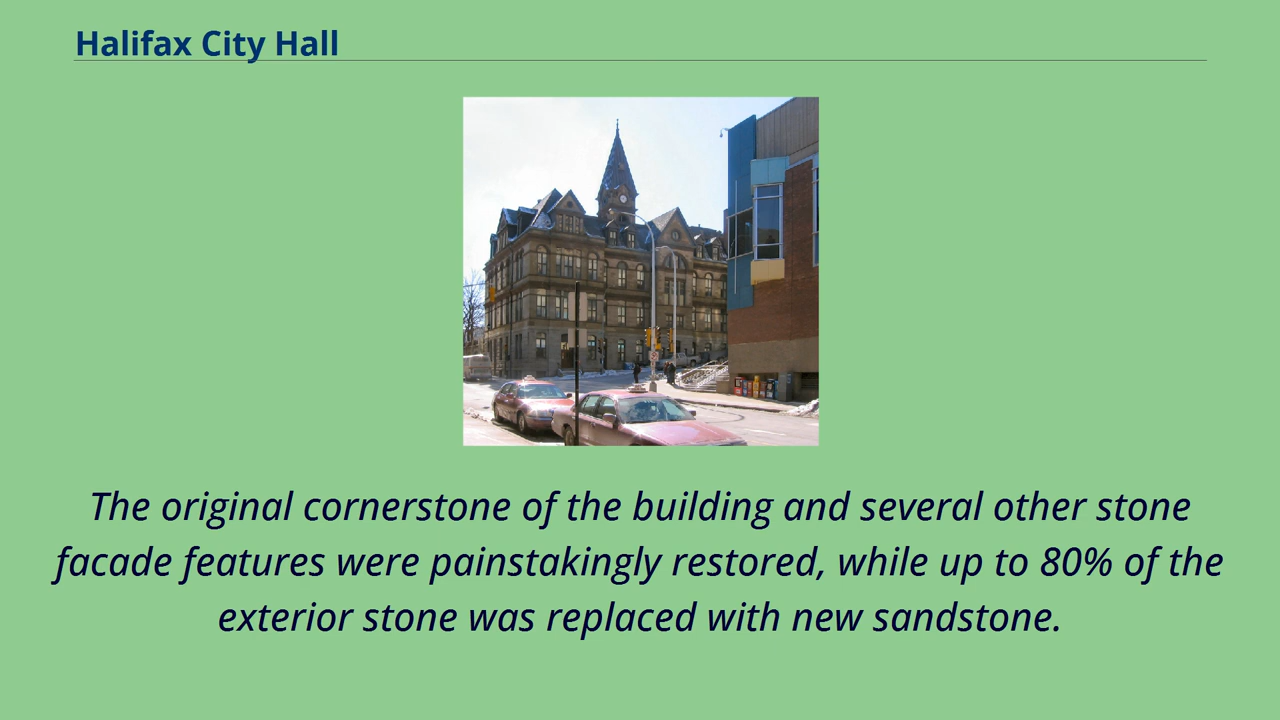 Halifax City Hall
The original cornerstone of the building and several other stone
facade features were painstakingly restored, while up to 80% of the
exterior stone was replaced with new sandstone.